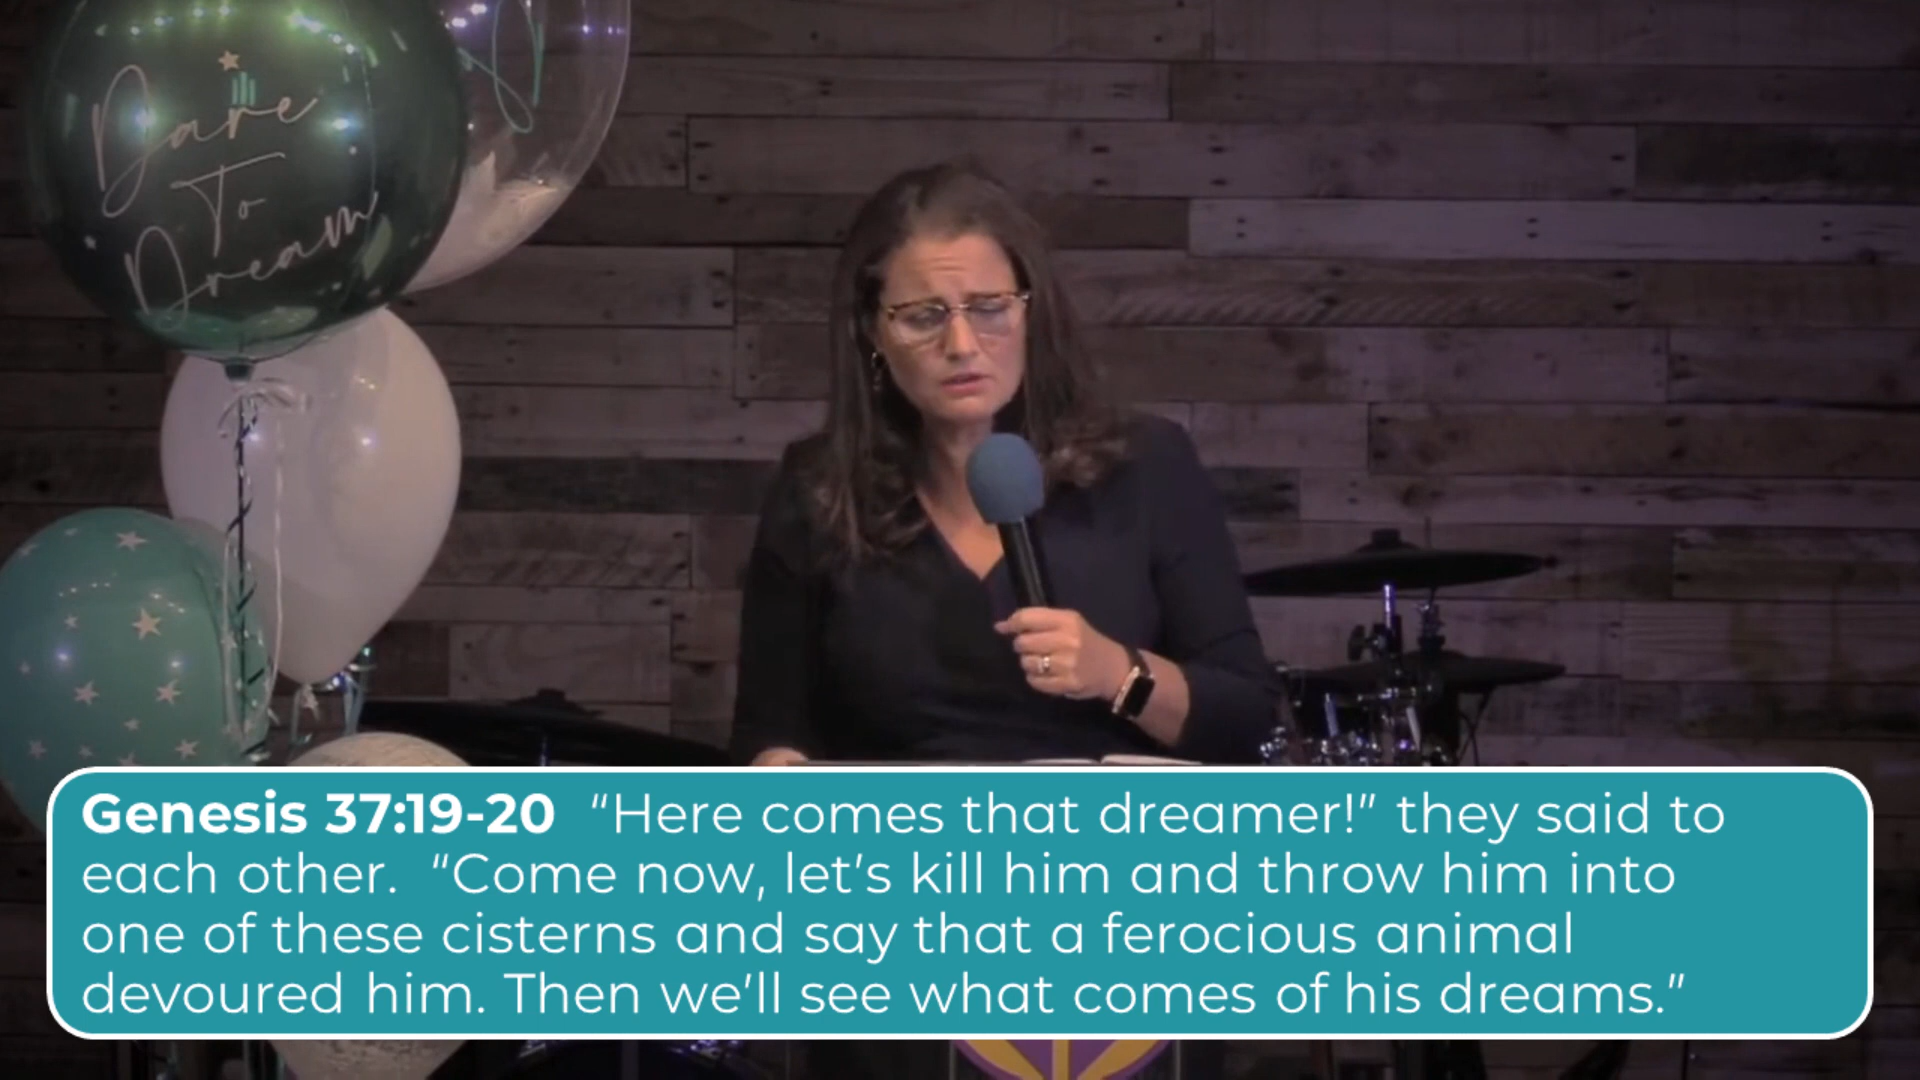 Dare
To
Dream
Genesis 37:19-20 “Here comes that dreamer!” they said to
each other. “Come now, let’s kill him and throw him into
one of these cisterns and say that a ferocious animal
devoured him. Then we’ll see what comes of his dreams.”